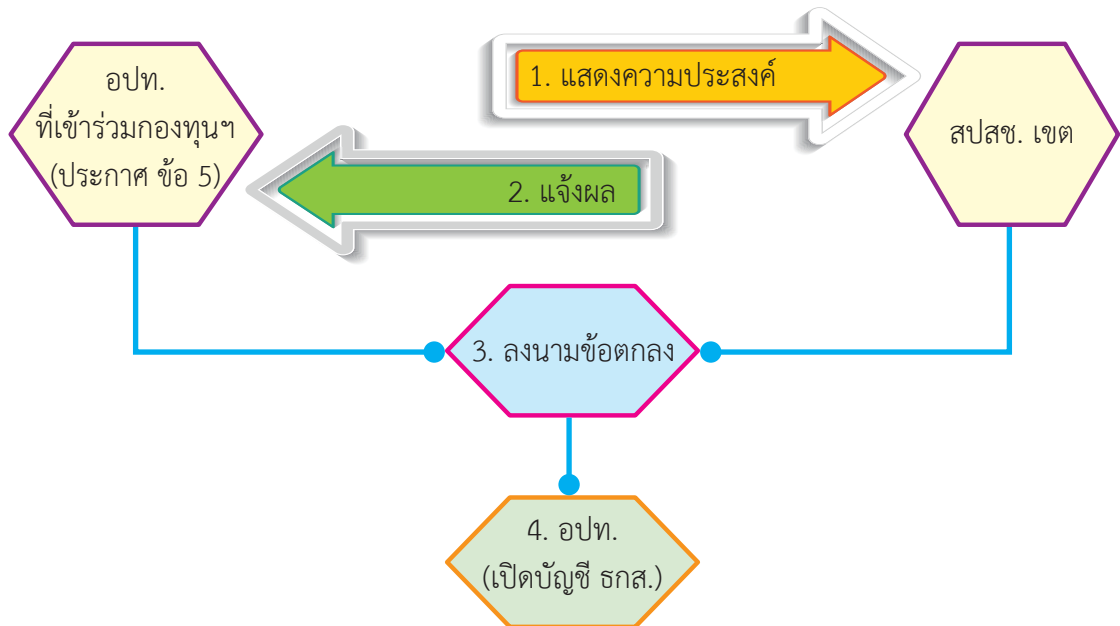 อปท.
ที่เข้าร่วมกองทุนฯ
(ประกาศ ข้อ 5)
1. แสดงความประสงค์
สปสช. เขต
2. แจ้งผล
3. ลงนามข้อตกลง
4. อปท.
(เปิดบัญชี ธกส.)